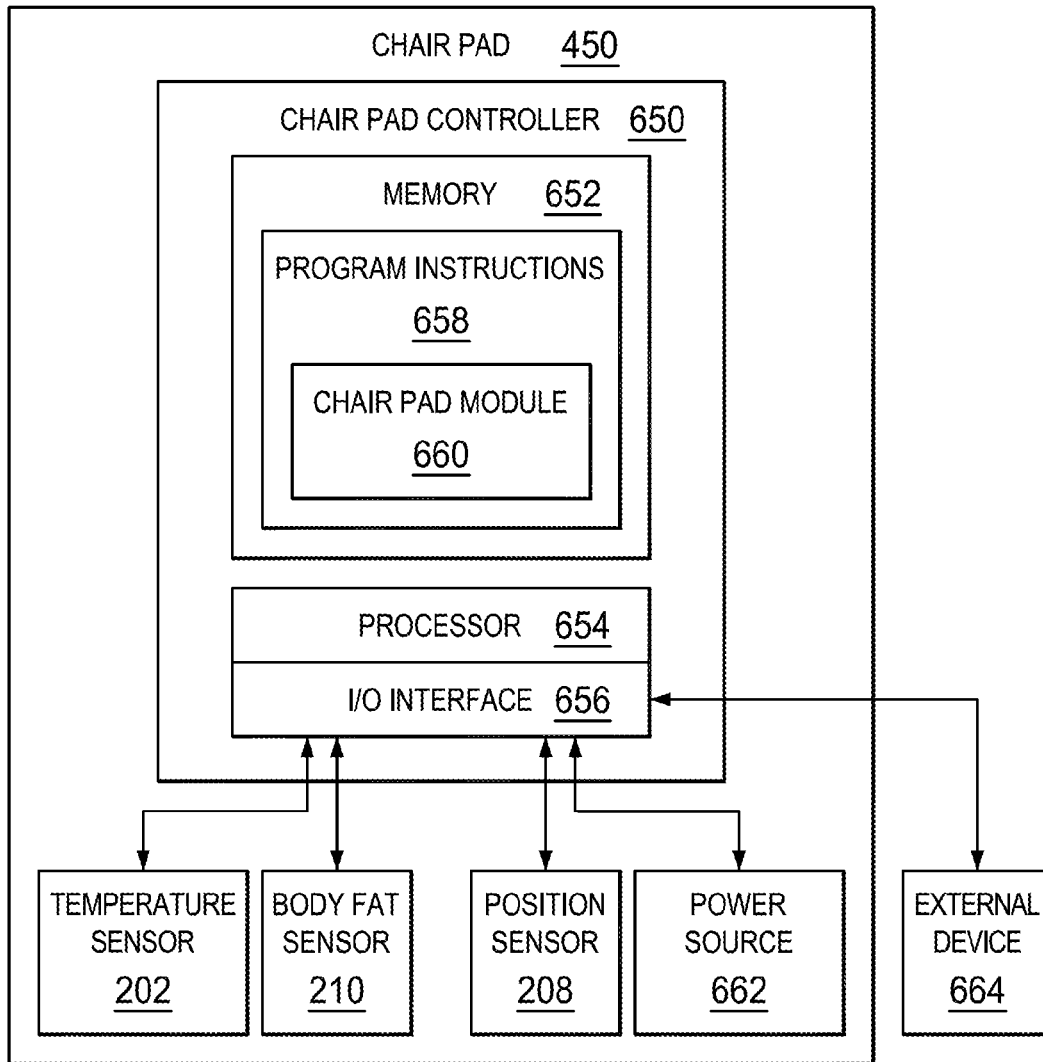 CHAIR PAD 450
CHAIR PAD CONTROLLER 650
MEMORY 652
PROGRAM INSTRUCTIONS
658
CHAIR PAD MODULE
660
PROCESSOR 654
I/O INTERFACE 656
TEMPERATURE
SENSOR
202
BODY FAT
SENSOR
210
POSITION
SENSOR
208
POWER
SOURCE
662
EXTERNAL
DEVICE
664